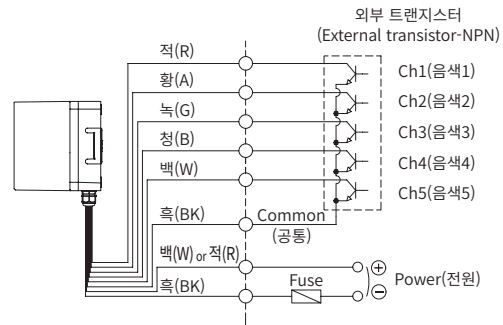 외부 트랜지스터
(External transistor-NPN)
적(R)
Ch1(음색1)
황(A)
Ch2(음색2)
녹(G)
Ch3(음색3)
청(B)
Ch4(음색4)
백(W)
Ch5(음색5)
흑(BK)
Common
(공통)
백(W) or 적(R)
흑(BK)
Fuse
⊕
⊖
Power(전원)